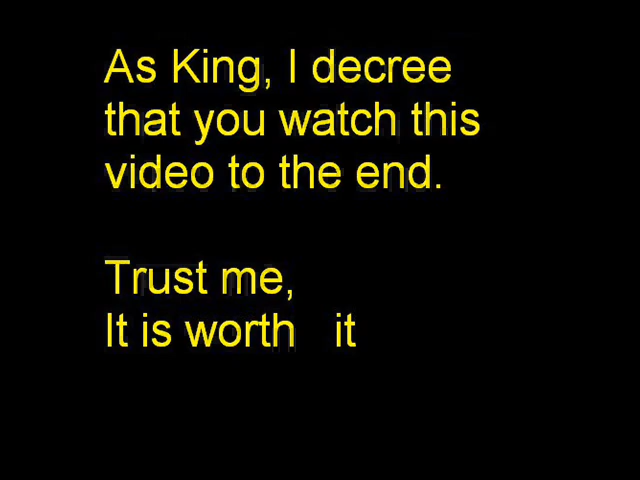 As King, I decree
that you watch this
video to the end.
Trust me,
It is worth   it